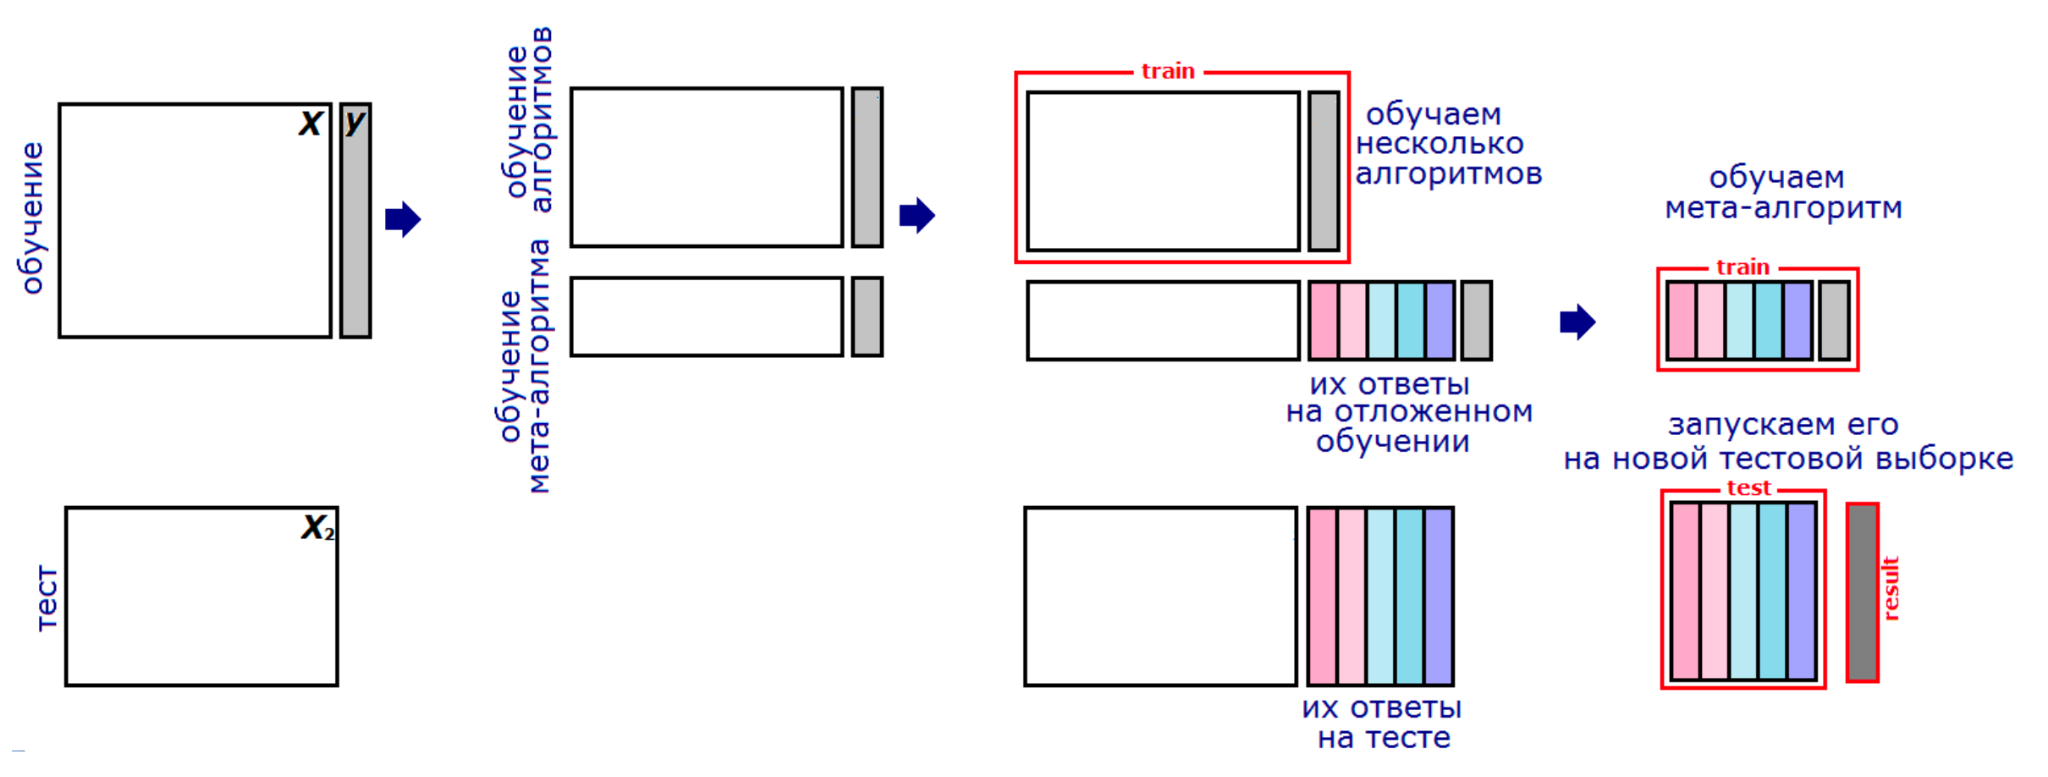 обучение
X
y
тест
X₂
обучение
алгоритмов
обучение
мета-алгоритма
train
обучаем
несколько
алгоритмов
их ответы
на отложенном
обучении
их ответы
на тесте
обучаем
мета-алгоритм
train
запускаем его
на новой тестовой выборке
test
result